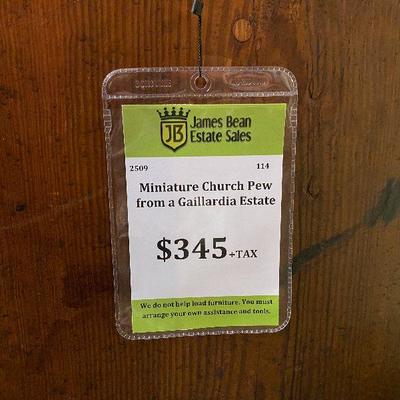 JB
James Bean
Estate Sales
2509 114
Miniature Church Pew
from a Gaillardia Estate
$345+TAX
We do not help load furniture. You must
arrange your own assistance and tools.